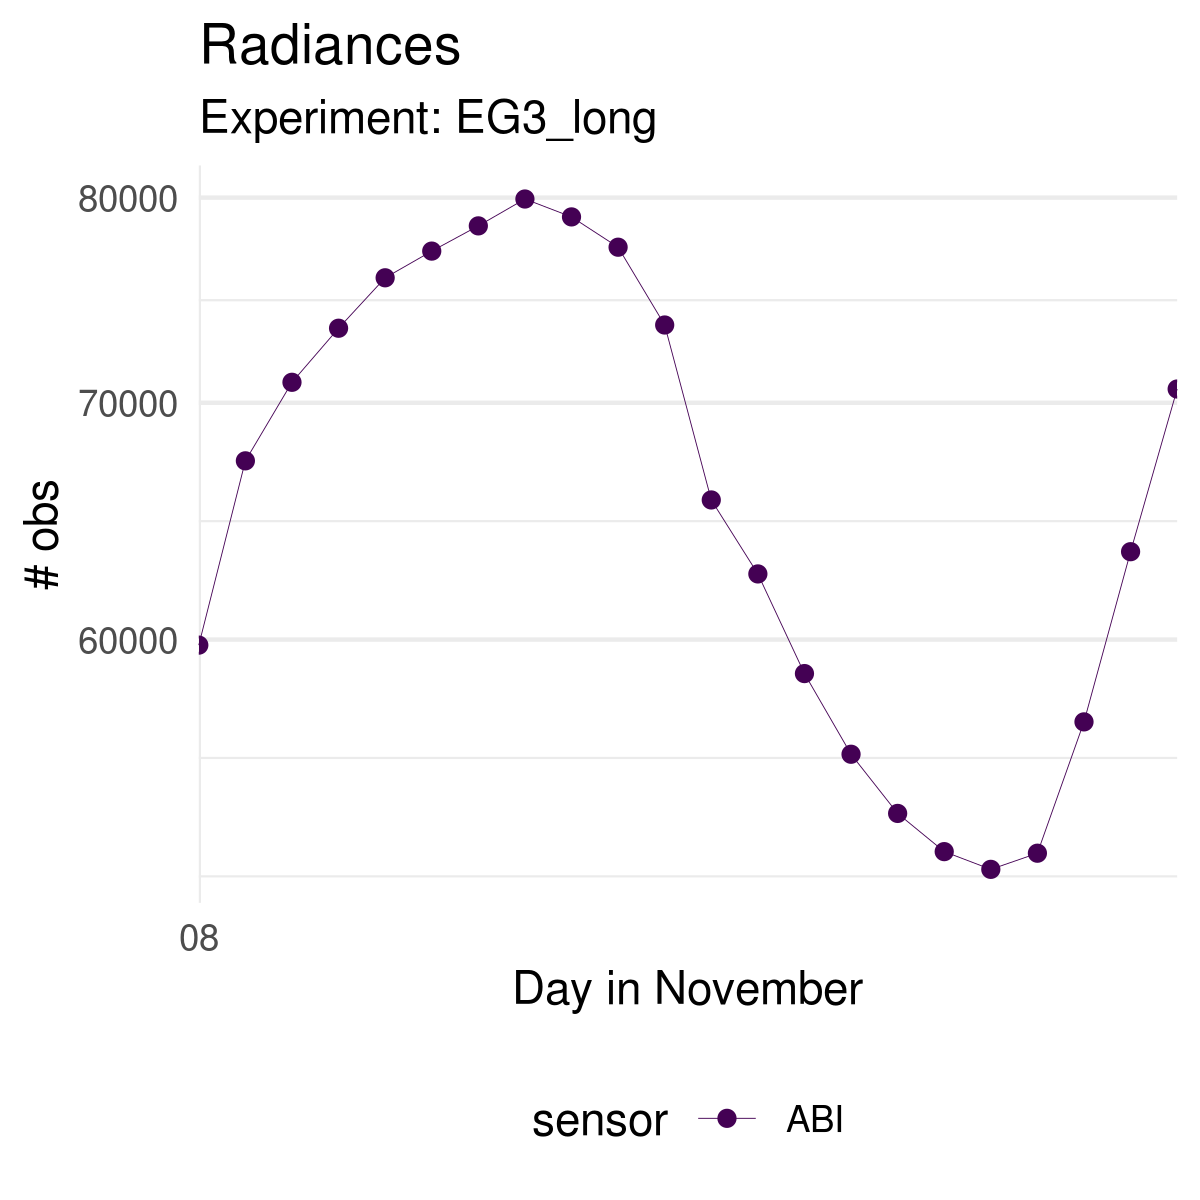 Radiances
Experiment: EG3_long
80000
70000
60000
# obs
08
Day in November
sensor
ABI